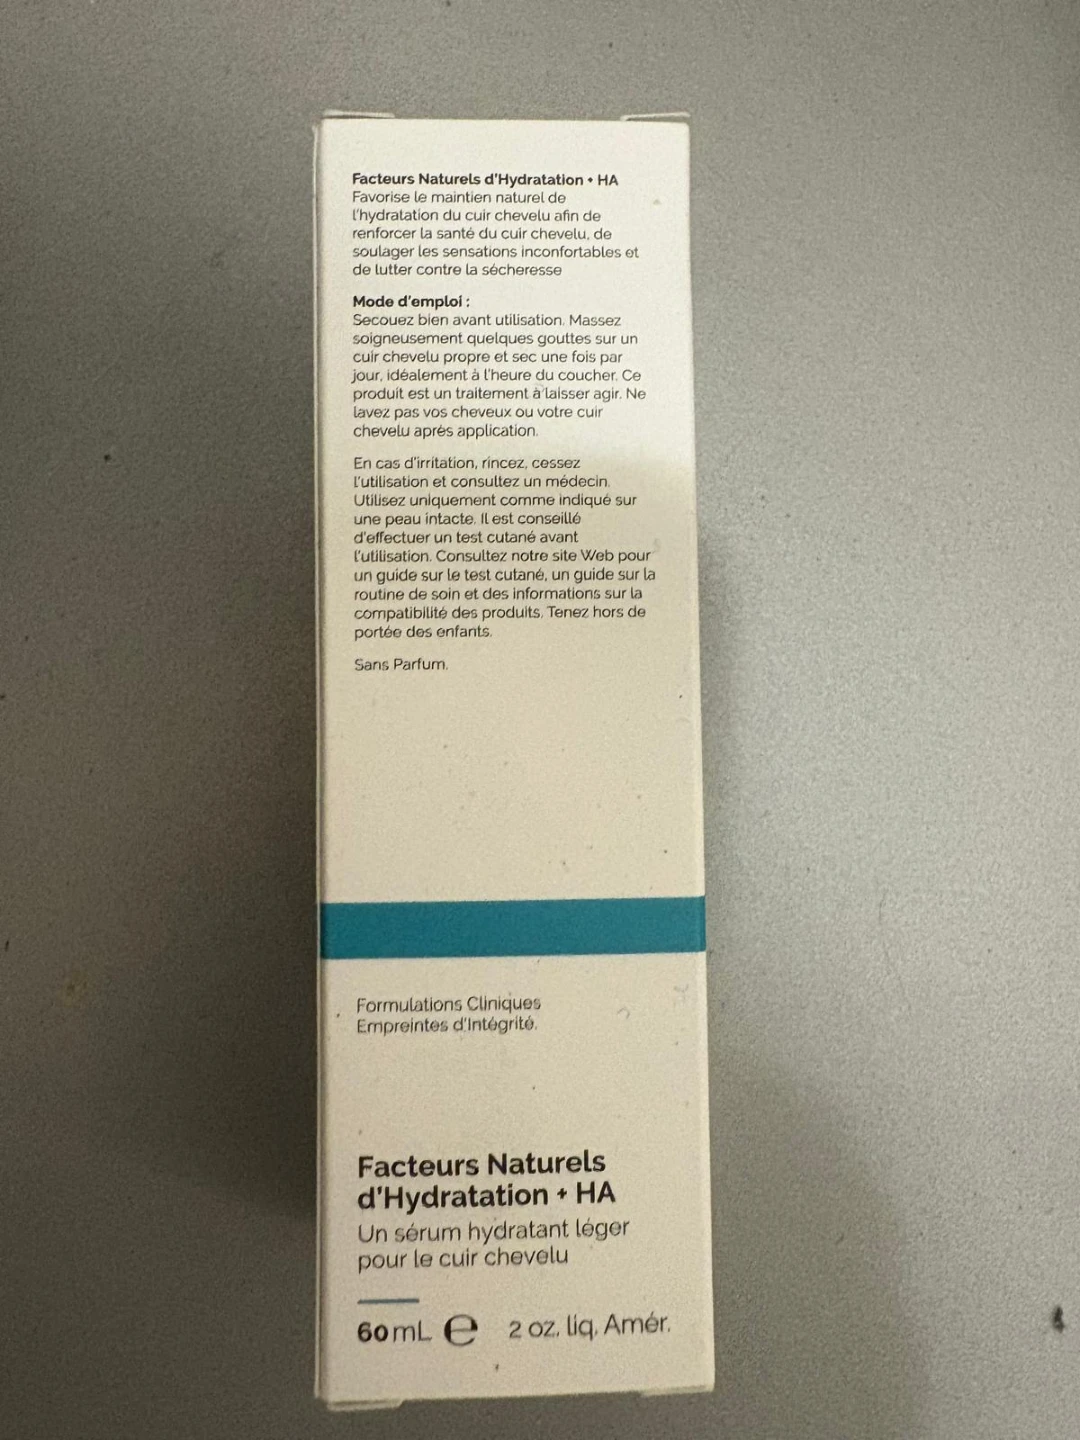 Facteurs Naturels d'Hydratation + HA
Favorise le maintien naturel de
l'hydratation du cuir chevelu afin de
renforcer la santé du cuir chevelu, de
soulager les sensations inconfortables et
de lutter contre la sécheresse
Mode d'emploi :
Secouez bien avant utilisation. Massez
soigneusement quelques gouttes sur un
cuir chevelu propre et sec une fois par
jour, idéalement à l'heure du coucher. Ce
produit est un traitement à laisser agir. Ne
lavez pas vos cheveux ou votre cuir
chevelu après application.
En cas d'irritation, rincez, cessez
l'utilisation et consultez un médecin.
Utilisez uniquement comme indiqué sur
une peau intacte. Il est conseillé
d'effectuer un test cutané avant
l'utilisation. Consultez notre site Web pour
un guide sur le test cutané, un guide sur la
routine de soin et des informations sur la
compatibilité des produits. Tenez hors de
portée des enfants.
Sans Parfum.
Formulations Cliniques
Empreintes d'Intégrité.
Facteurs Naturels
d'Hydratation + HA
Un sérum hydratant léger
pour le cuir chevelu
60 mL ℮ 2 oz. liq. Amér.